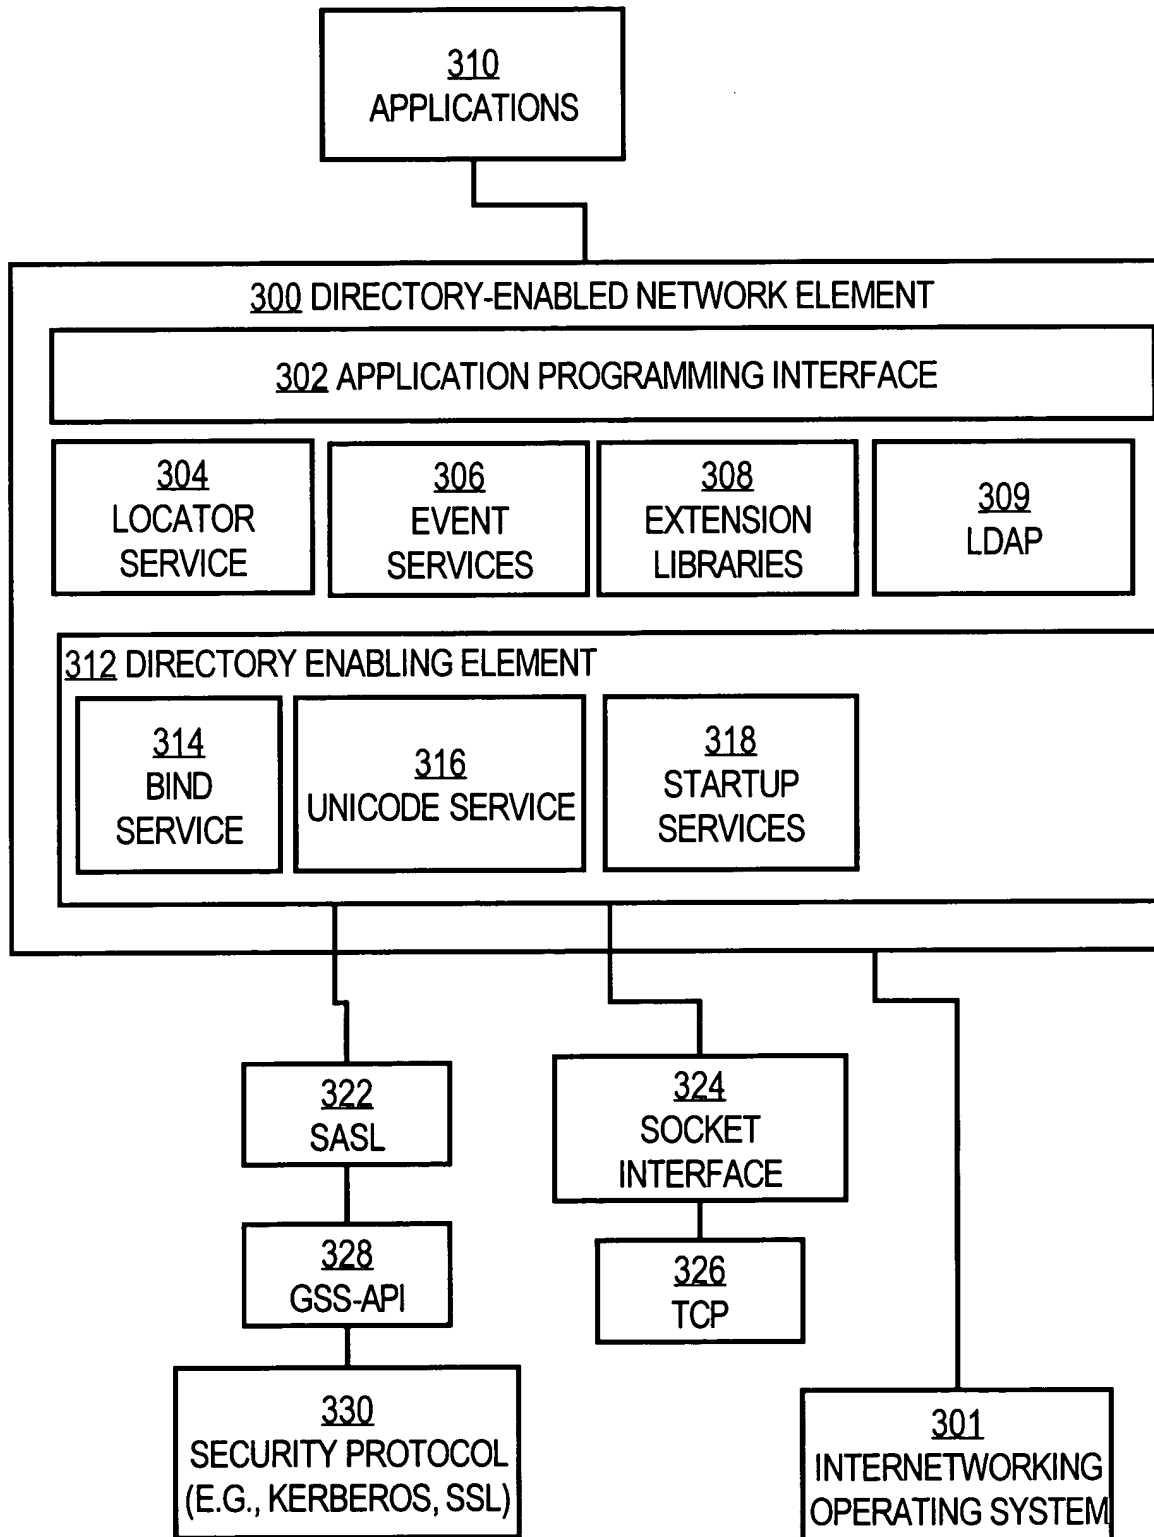 310
APPLICATIONS
300 DIRECTORY-ENABLED NETWORK ELEMENT
302 APPLICATION PROGRAMMING INTERFACE
304
LOCATOR
SERVICE
306
EVENT
SERVICES
308
EXTENSION
LIBRARIES
309
LDAP
312 DIRECTORY ENABLING ELEMENT
314
BIND
SERVICE
316
UNICODE SERVICE
318
STARTUP
SERVICES
322
SASL
324
SOCKET
INTERFACE
328
GSS-API
326
TCP
330
SECURITY PROTOCOL
(E.G., KERBEROS, SSL)
301
INTERNETWORKING
OPERATING SYSTEM